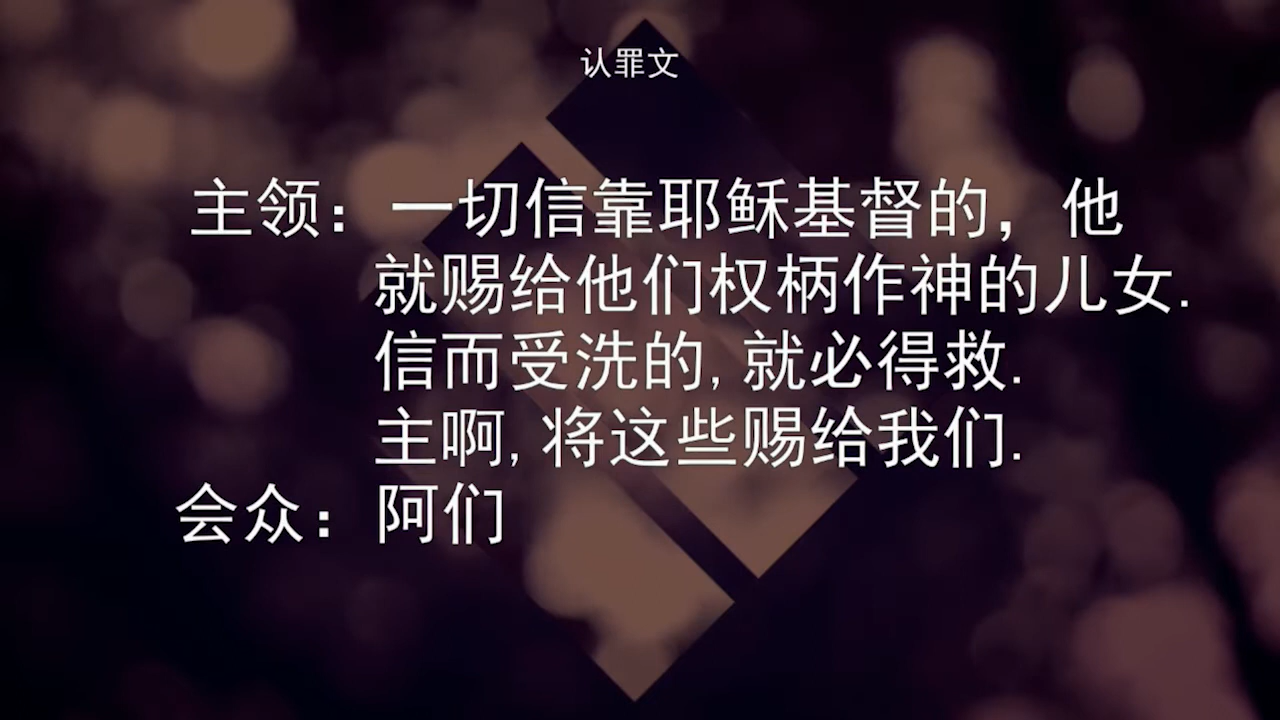 认罪文
主领：一切信靠耶稣基督的，他
就赐给他们权柄作神的儿女.
信而受洗的,就必得救.
主啊,将这些赐给我们.
会众：阿们